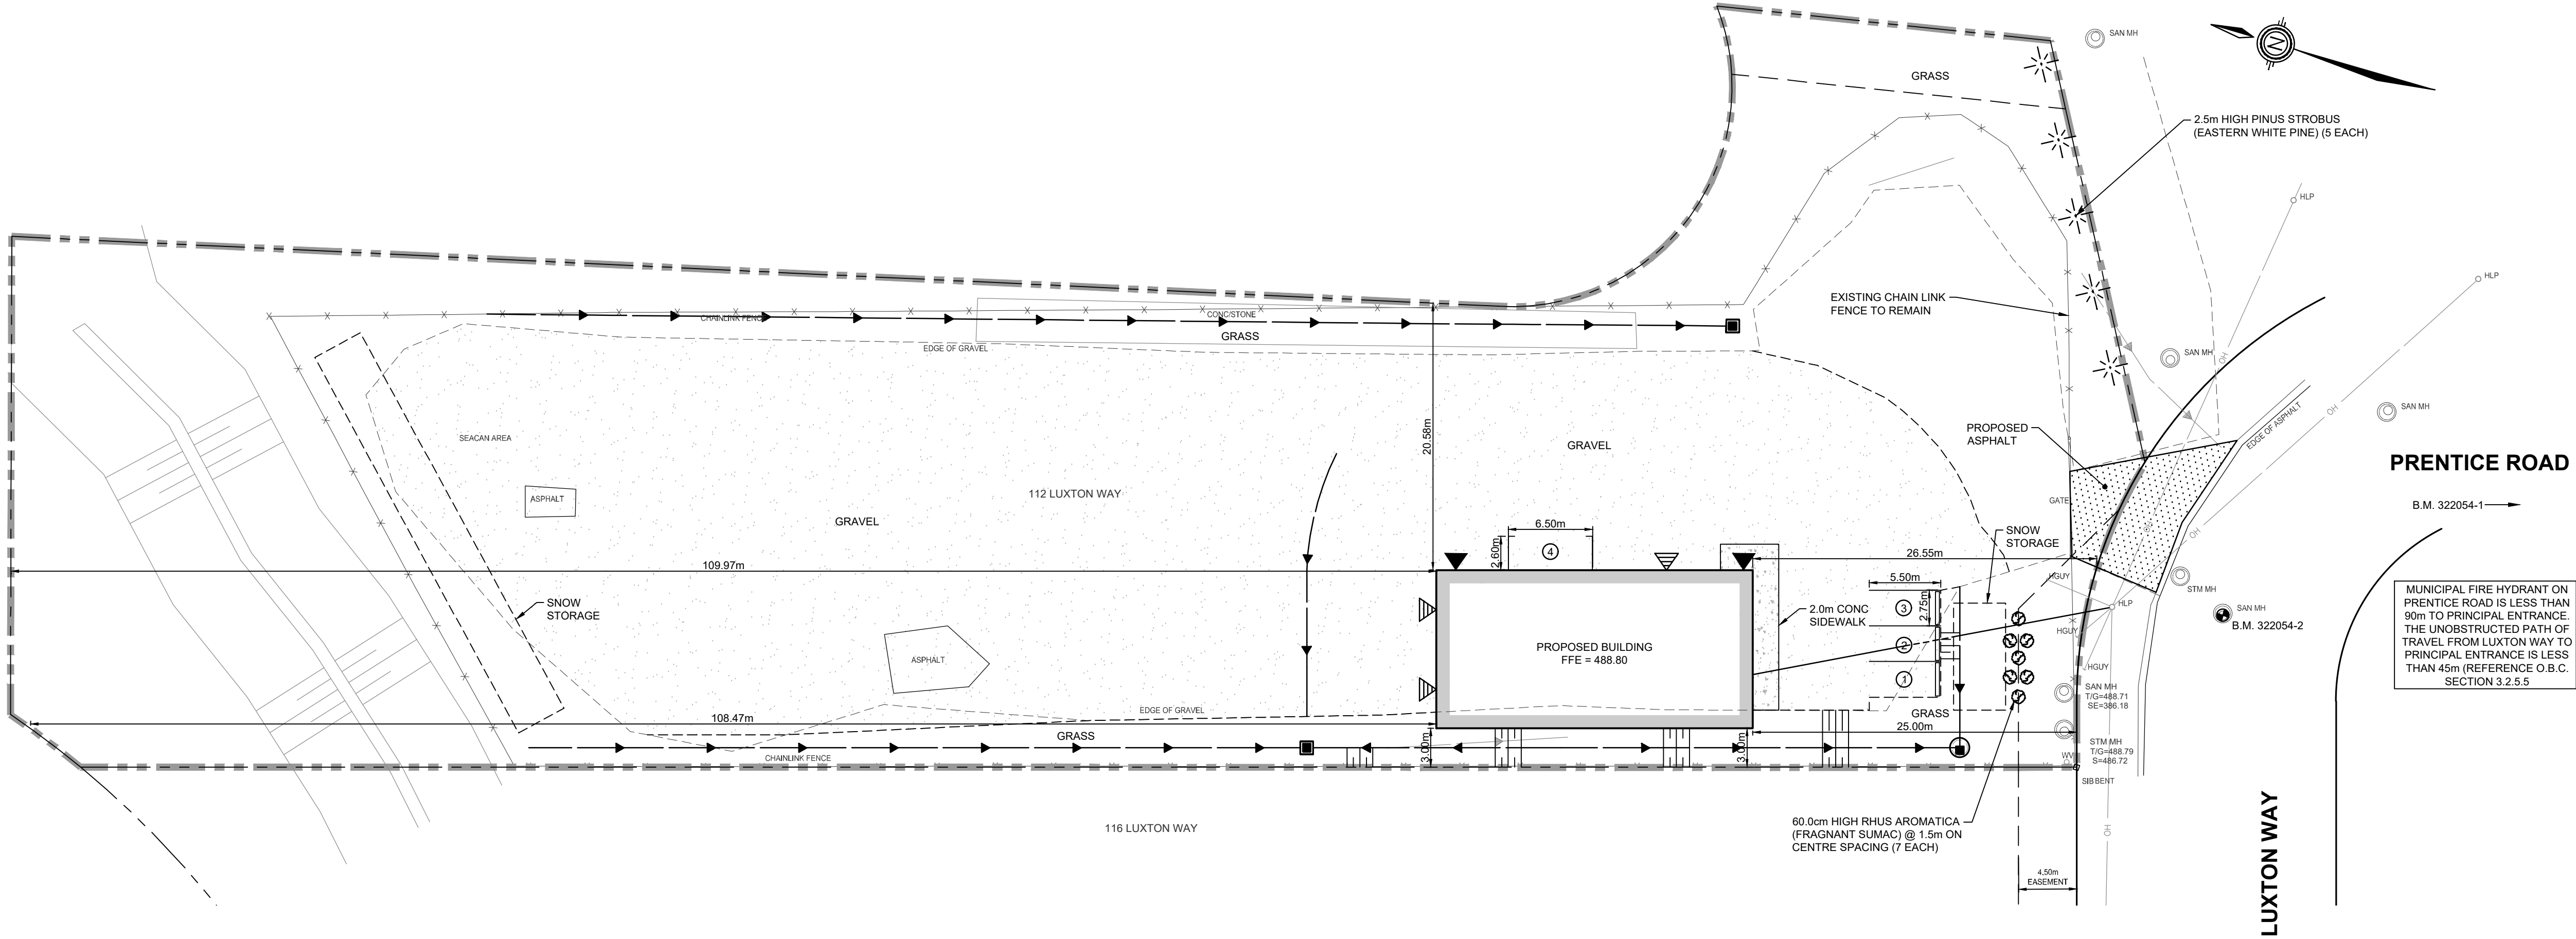 SAN MH
N
GRASS
2.5m HIGH PINUS STROBUS
(EASTERN WHITE PINE) (5 EACH)
HLP
HLP
EXISTING CHAIN LINK
FENCE TO REMAIN
CHAINLINK FENCE
CONC/STONE
GRASS
EDGE OF GRAVEL
SAN MH
OH
OH
SAN MH
EDGE OF ASPHALT
PROPOSED
ASPHALT
SEACAN AREA
20.58m
GRAVEL
PRENTICE ROAD
ASPHALT
112 LUXTON WAY
GATE
B.M. 322054-1
GRAVEL
6.50m
2.60m
4
SNOW
STORAGE
OH
OH
26.55m
109.97m
5.50m
HGUY
STM MH
SNOW
STORAGE
3
2.75m
2.0m CONC
SIDEWALK
HLP
SAN MH
B.M. 322054-2
MUNICIPAL FIRE HYDRANT ON
PRENTICE ROAD IS LESS THAN
90m TO PRINCIPAL ENTRANCE.
THE UNOBSTRUCTED PATH OF
TRAVEL FROM LUXTON WAY TO
PRINCIPAL ENTRANCE IS LESS
THAN 45m (REFERENCE O.B.C.
SECTION 3.2.5.5
HGUY
PROPOSED BUILDING
FFE = 488.80
2
ASPHALT
HGUY
1
SAN MH
T/G=488.71
SE=386.18
108.47m
EDGE OF GRAVEL
GRASS
25.00m
GRASS
3.00m
3.00m
STM MH
T/G=488.79
S=486.72
CHAINLINK FENCE
WV
SIB BENT
116 LUXTON WAY
60.0cm HIGH RHUS AROMATICA
(FRAGNANT SUMAC) @ 1.5m ON
CENTRE SPACING (7 EACH)
OH
LUXTON WAY
4.50m
EASEMENT